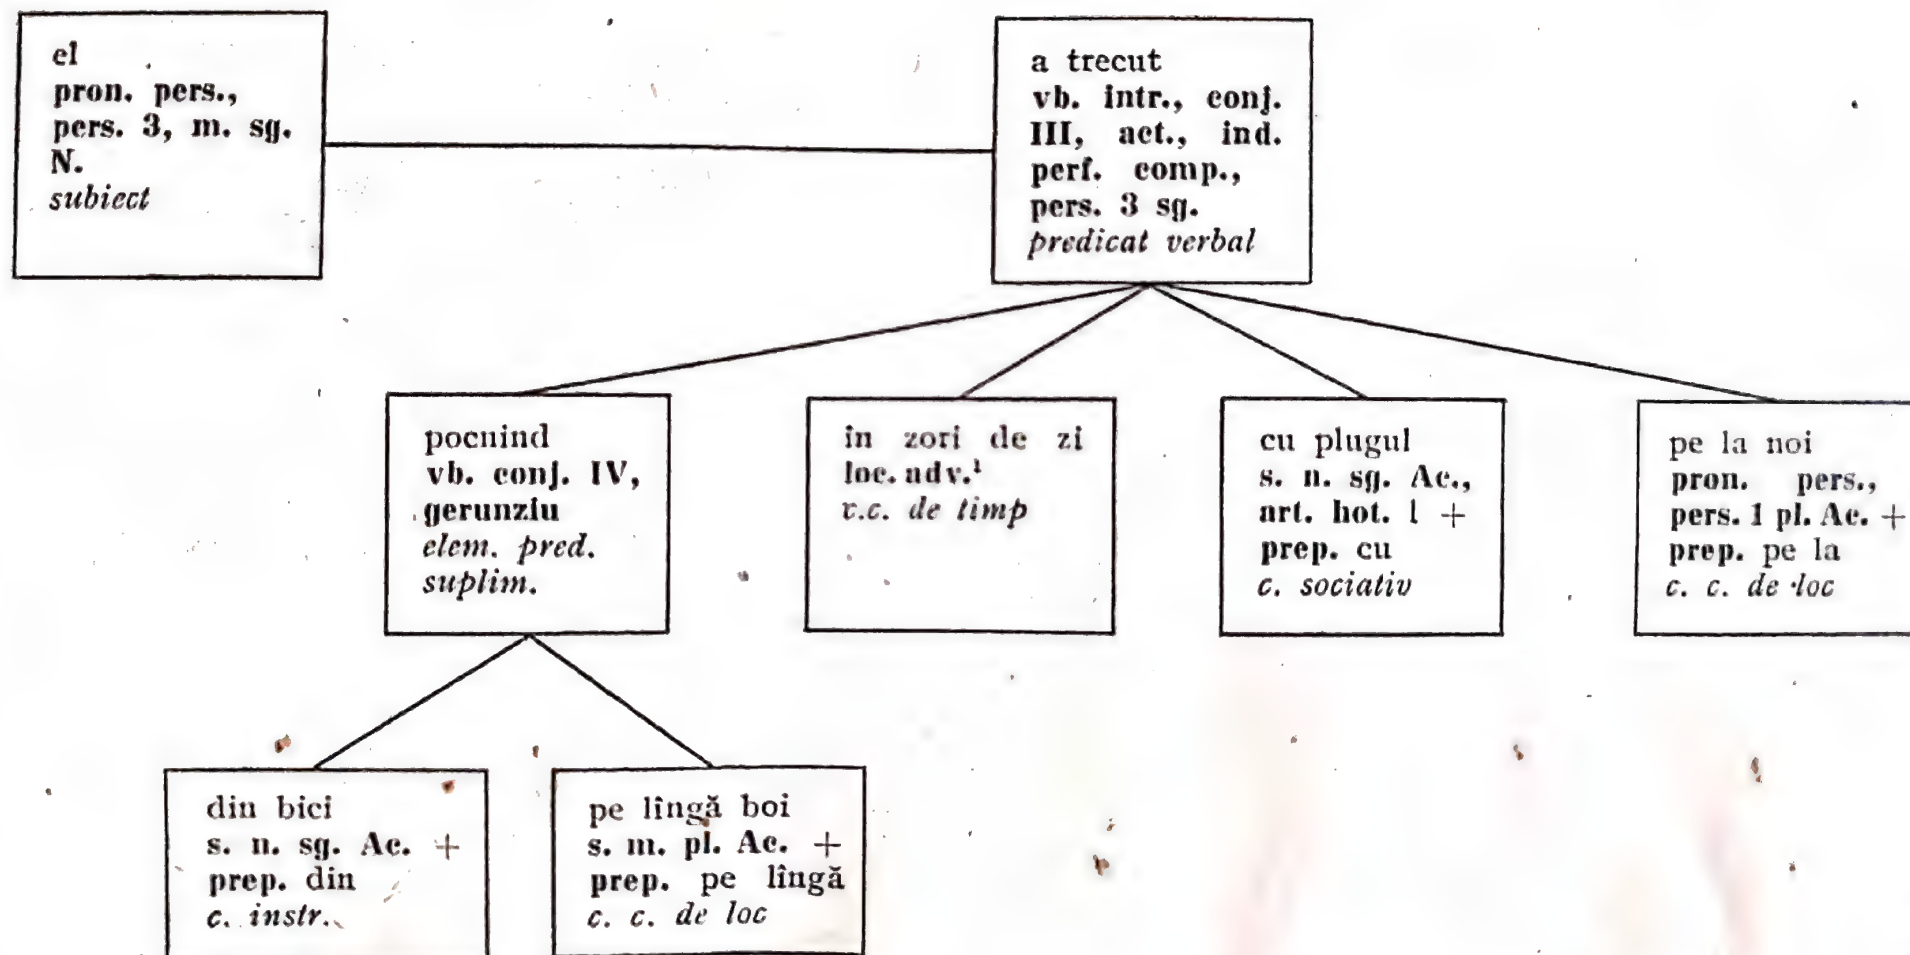 el
pron. pers.,
pers. 3, m. sg.
N.
subiect
a trecut
vb. intr., conj.
III, act., ind.
perf. comp.,
pers. 3 sg.
predicat verbal
pocnind
vb. conj. IV,
gerunziu
elem. pred.
suplim.
în zori de zi
loc. adv.¹
c.c. de timp
cu plugul
s. n. sg. Ac.,
art. hot. l +
prep. cu
c. sociativ
pe la noi
pron. pers.,
pers. 1 pl. Ac. +
prep. pe la
c. c. de loc
din bici
s. n. sg. Ac. +
prep. din
c. instr.
pe lîngă boi
s. m. pl. Ac. +
prep. pe lîngă
c. c. de loc